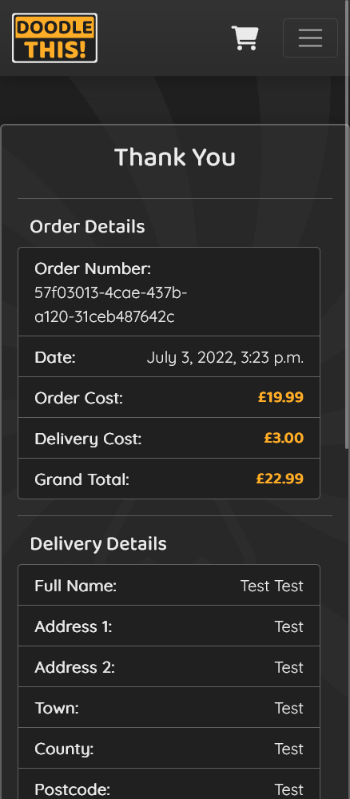 DOODLE
THIS!
Thank You
Order Details
Order Number:
57f03013-4cae-437b-
a120-31ceb487642c
Date: July 3, 2022, 3:23 p.m.
Order Cost: £19.99
Delivery Cost: £3.00
Grand Total: £22.99
Delivery Details
Full Name: Test Test
Address 1: Test
Address 2: Test
Town: Test
County: Test
Postcode: Test